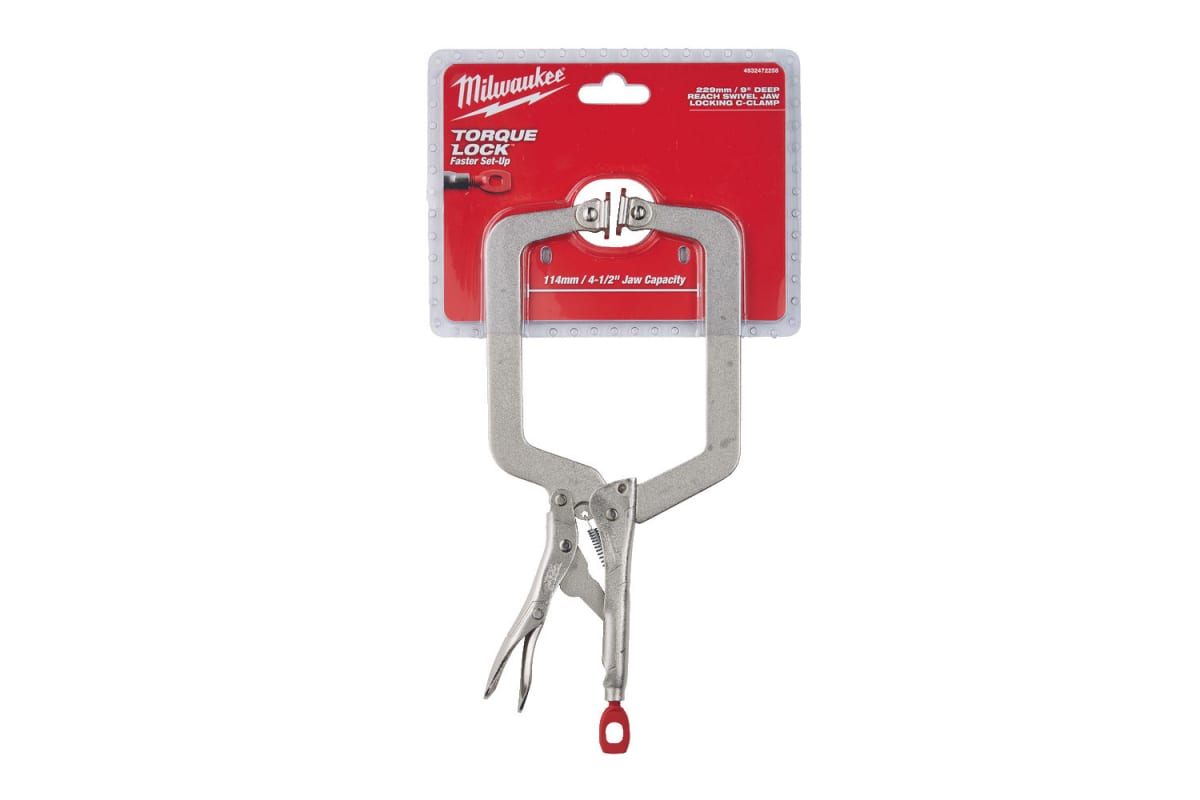 Milwaukee
4932472256
229mm / 9" DEEP
REACH SWIVEL JAW
LOCKING C-CLAMP
TORQUE
LOCK™
Faster Set-Up
114mm / 4-1/2" Jaw Capacity